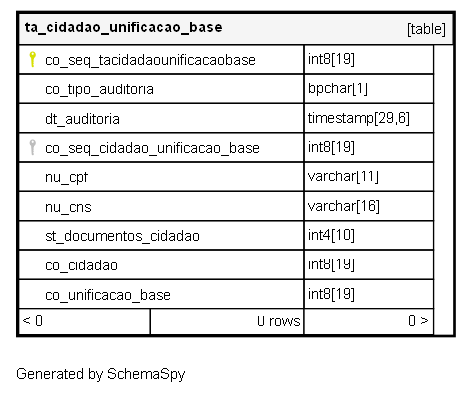 ta_cidadao_unificacao_base [table]
co_seq_tacidadaounificacaobase int8[19]
co_tipo_auditoria bpchar[1]
dt_auditoria timestamp[29,6]
co_seq_cidadao_unificacao_base int8[19]
nu_cpf varchar[11]
nu_cns varchar[16]
st_documentos_cidadao int4[10]
co_cidadao int8[19]
co_unificacao_base int8[19]
< 0 0 rows 0 >
Generated by SchemaSpy